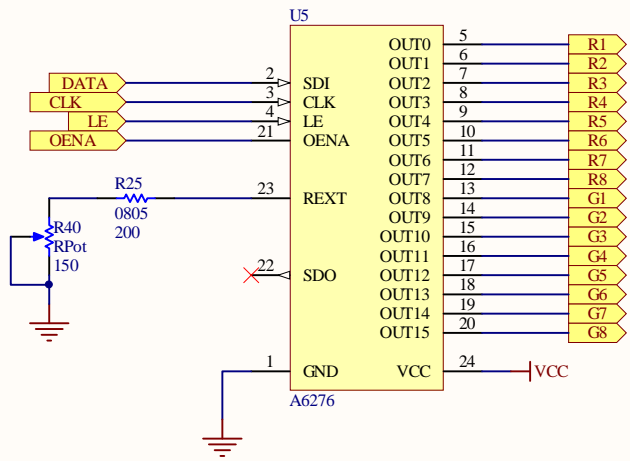 U5
OUT0 5 R1
OUT1 6 R2
DATA 2 SDI OUT2 7 R3
CLK 3 CLK OUT3 8 R4
LE 4 LE OUT4 9 R5
OENA 21 OENA OUT5 10 R6
OUT6 11 R7
OUT7 12 R8
R25 23 REXT OUT8 13 G1
0805 OUT9 14 G2
200
R40 OUT10 15 G3
RPot OUT11 16 G4
150 22 SDO OUT12 17 G5
OUT13 18 G6
OUT14 19 G7
OUT15 20 G8
1 GND VCC 24 VCC
A6276